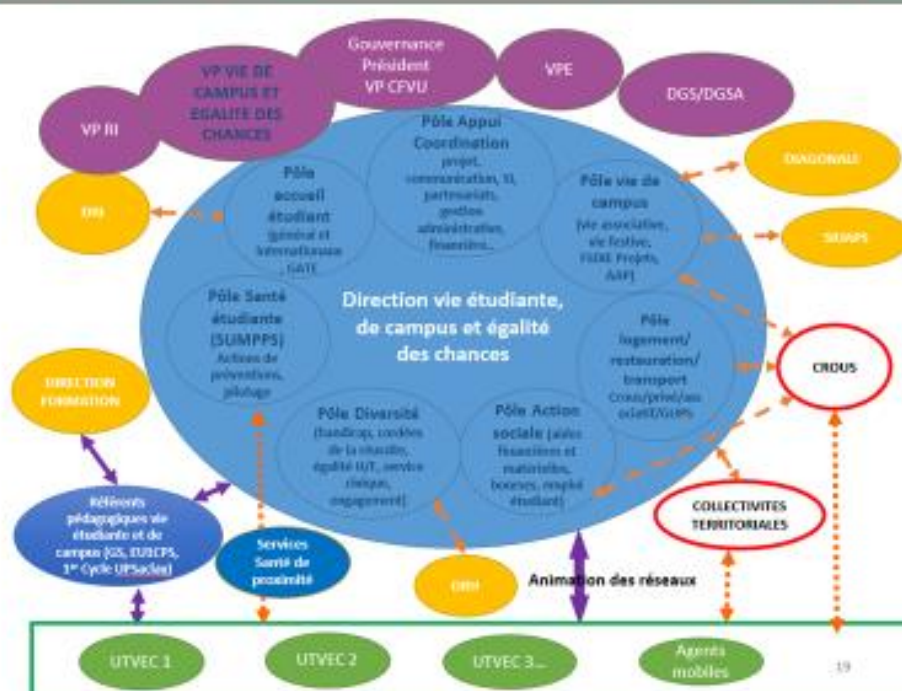 Gouvernance
Président
VP CFVU
VP VIE DE
CAMPUS ET
EGALITE DES
CHANCES
VPE
DGS/DGSA
VP RI
Pôle Appui
Coordination
projet,
communication, SI,
partenariats,
gestion
administrative,
financière...
DIAGONALE
Pôle
accueil
étudiant
(général et
international
, GATE
Pôle vie de
campus
(vie associative,
vie festive,
FSDIE Projets,
AAP)
DRI
SIUAPS
Pôle Santé
étudiante
(SUMPPS)
Actions de
préventions,
pilotage
Direction vie étudiante,
de campus et égalité
des chances
Pôle
logement/
restauration/
transport
Crous/privé/ass
CROUS
DIRECTION
FORMATION
Pôle Diversité
(handicap, cordées
de la réussite,
égalité
service
civique,
engagement)
Pôle Action
sociale (aides
financières et
matérielles,
bourses, emploi
étudiant)
Référents
pédagogiques vie
étudiante et de
campus (GS,
1er Cycle UPSaclay)
Services
Santé de
proximité
COLLECTIVITES
TERRITORIALES
DRH
Animation des réseaux
UTVEC 1
UTVEC 2
UTVEC 3...
Agents
mobiles
19